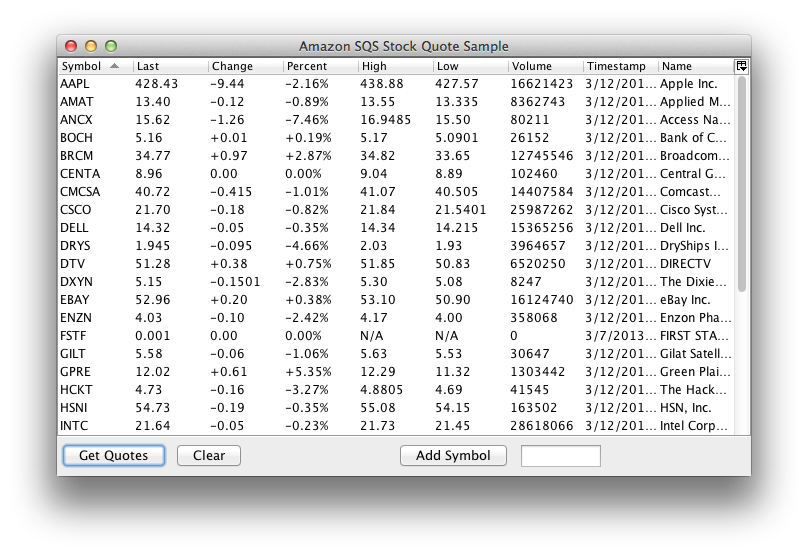 Amazon SQS Stock Quote Sample
Symbol Last Change Percent High Low Volume Timestamp Name
AAPL 428.43 -9.44 -2.16% 438.88 427.57 16621423 3/12/201... Apple Inc.
AMAT 13.40 -0.12 -0.89% 13.55 13.335 8362743 3/12/201... Applied M...
ANCX 15.62 -1.26 -7.46% 16.9485 15.50 80211 3/12/201... Access Na...
BOCH 5.16 +0.01 +0.19% 5.17 5.0901 26152 3/12/201... Bank of C...
BRCM 34.77 +0.97 +2.87% 34.82 33.65 12745546 3/12/201... Broadcom...
CENTA 8.96 0.00 0.00% 9.04 8.89 102460 3/12/201... Central G...
CMCSA 40.72 -0.415 -1.01% 41.07 40.505 14407584 3/12/201... Comcast...
CSCO 21.70 -0.18 -0.82% 21.84 21.5401 25987262 3/12/201... Cisco Syst...
DELL 14.32 -0.05 -0.35% 14.34 14.215 15365256 3/12/201... Dell Inc.
DRYS 1.945 -0.095 -4.66% 2.03 1.93 3964657 3/12/201... DryShips I...
DTV 51.28 +0.38 +0.75% 51.85 50.83 6520250 3/12/201... DIRECTV
DXYN 5.15 -0.1501 -2.83% 5.30 5.08 8247 3/12/201... The Dixie...
EBAY 52.96 +0.20 +0.38% 53.10 50.90 16124740 3/12/201... eBay Inc.
ENZN 4.03 -0.10 -2.42% 4.17 4.00 358068 3/12/201... Enzon Pha...
FSTF 0.001 0.00 0.00% N/A N/A 0 3/7/2013... FIRST STA...
GILT 5.58 -0.06 -1.06% 5.63 5.53 30647 3/12/201... Gilat Satell...
GPRE 12.02 +0.61 +5.35% 12.29 11.32 1303442 3/12/201... Green Plai...
HCKT 4.73 -0.16 -3.27% 4.8805 4.69 41545 3/12/201... The Hack...
HSNI 54.73 -0.19 -0.35% 55.08 54.15 163502 3/12/201... HSN, Inc.
INTC 21.64 -0.05 -0.23% 21.73 21.45 28618066 3/12/201... Intel Corp...
Get Quotes Clear Add Symbol